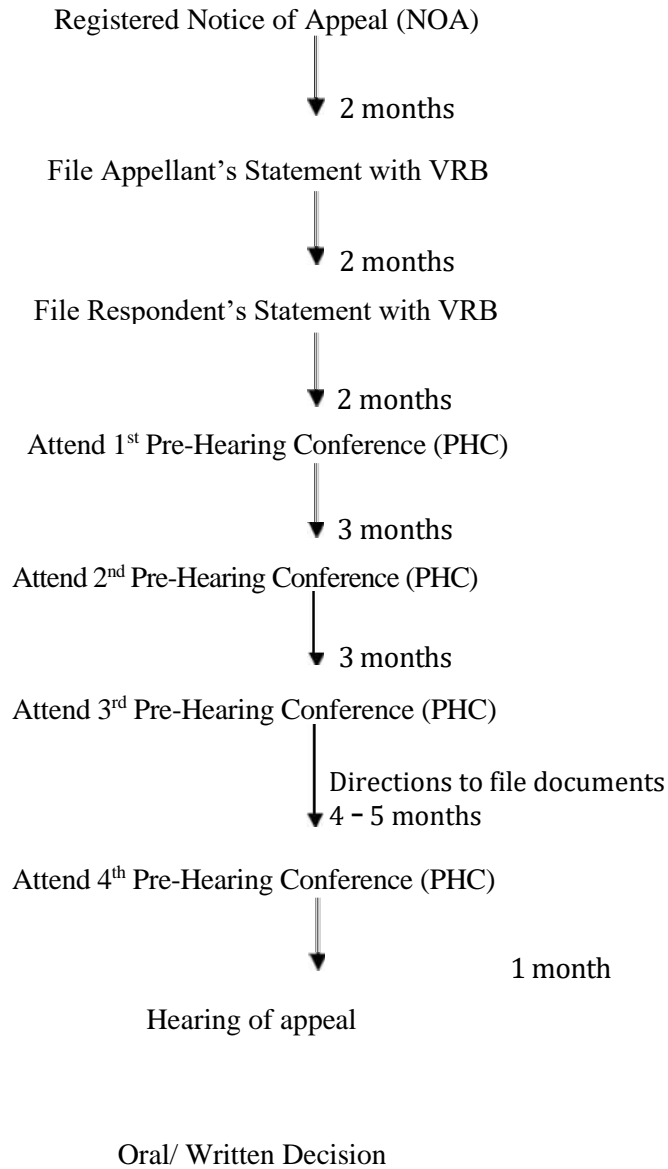 Registered Notice of Appeal (NOA)
2 months
File Appellant’s Statement with VRB
2 months
File Respondent’s Statement with VRB
2 months
Attend 1st Pre-Hearing Conference (PHC)
3 months
Attend 2nd Pre-Hearing Conference (PHC)
3 months
Attend 3rd Pre-Hearing Conference (PHC)
Directions to file documents
4 – 5 months
Attend 4th Pre-Hearing Conference (PHC)
1 month
Hearing of appeal
Oral/ Written Decision